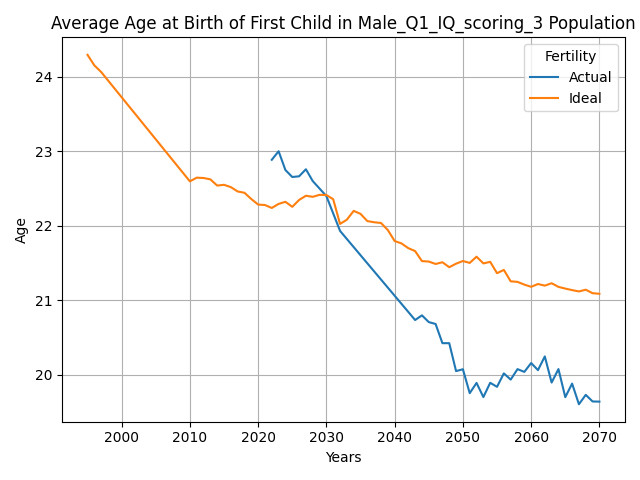 Average Age at Birth of First Child in Male_Q1_IQ_scoring_3 Population
Fertility
Actual
Ideal
Age
24
23
22
21
20
2000 2010 2020 2030 2040 2050 2060 2070
Years